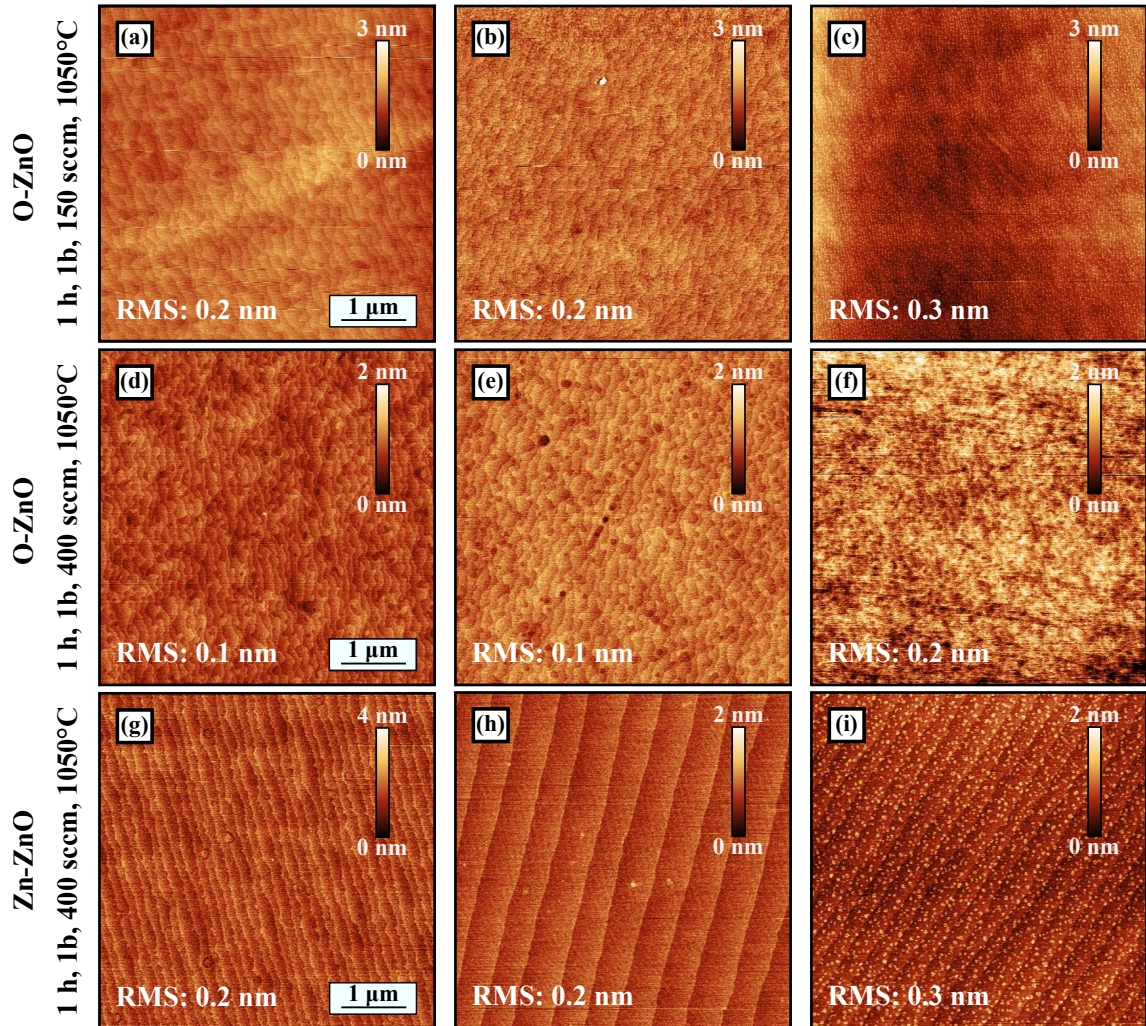 O-ZnO
1 h, 1b, 150 sccm, 1050°C
(a)
3 nm
0 nm
RMS: 0.2 nm
1 µm
(b)
3 nm
0 nm
RMS: 0.2 nm
(c)
3 nm
0 nm
RMS: 0.3 nm
O-ZnO
1 h, 1b, 400 sccm, 1050°C
(d)
2 nm
0 nm
RMS: 0.1 nm
1 µm
(e)
2 nm
0 nm
RMS: 0.1 nm
(f)
2 nm
0 nm
RMS: 0.2 nm
Zn-ZnO
1 h, 1b, 400 sccm, 1050°C
(g)
4 nm
0 nm
RMS: 0.2 nm
1 µm
(h)
2 nm
0 nm
RMS: 0.2 nm
(i)
2 nm
0 nm
RMS: 0.3 nm